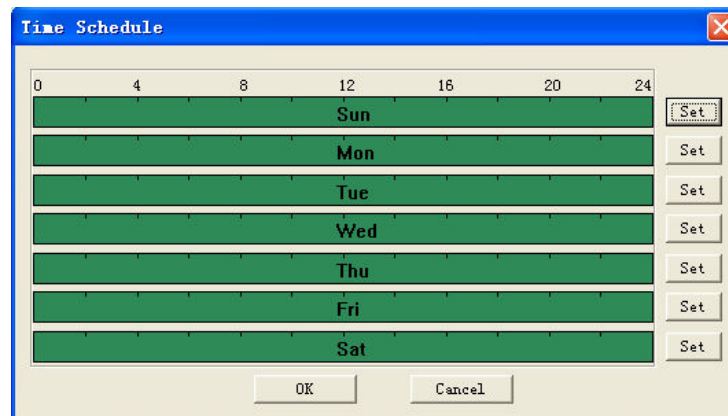 Time Schedule
0 4 8 12 16 20 24
Sun Set
Mon Set
Tue Set
Wed Set
Thu Set
Fri Set
Sat Set
OK Cancel